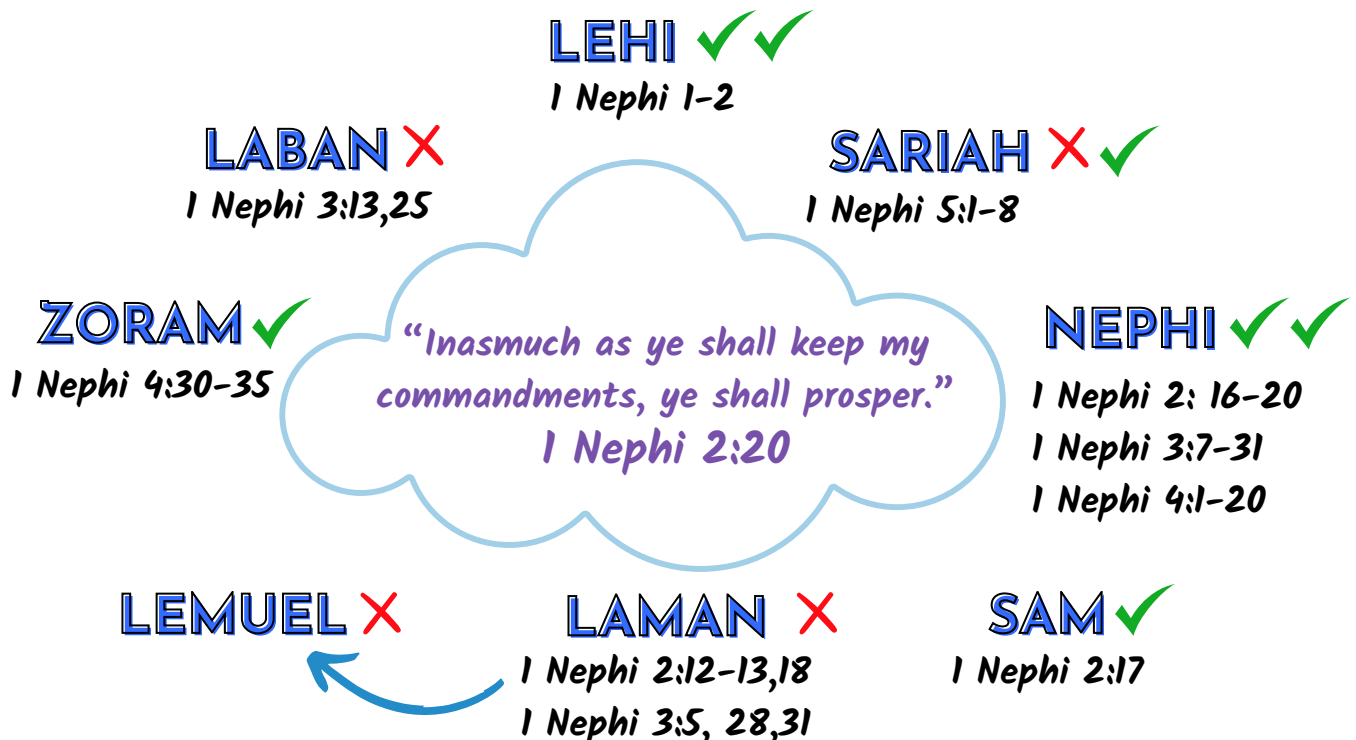 LEHI
1 Nephi 1-2
LABAN
1 Nephi 3:13,25
SARIAH
1 Nephi 5:1-8
ZORAM
1 Nephi 4:30-35
"Inasmuch as ye shall keep my
commandments, ye shall prosper."
1 Nephi 2:20
NEPHI
1 Nephi 2: 16-20
1 Nephi 3:7-31
1 Nephi 4:1-20
LEMUEL
LAMAN
1 Nephi 2:12-13,18
1 Nephi 3:5, 28,31
SAM
1 Nephi 2:17